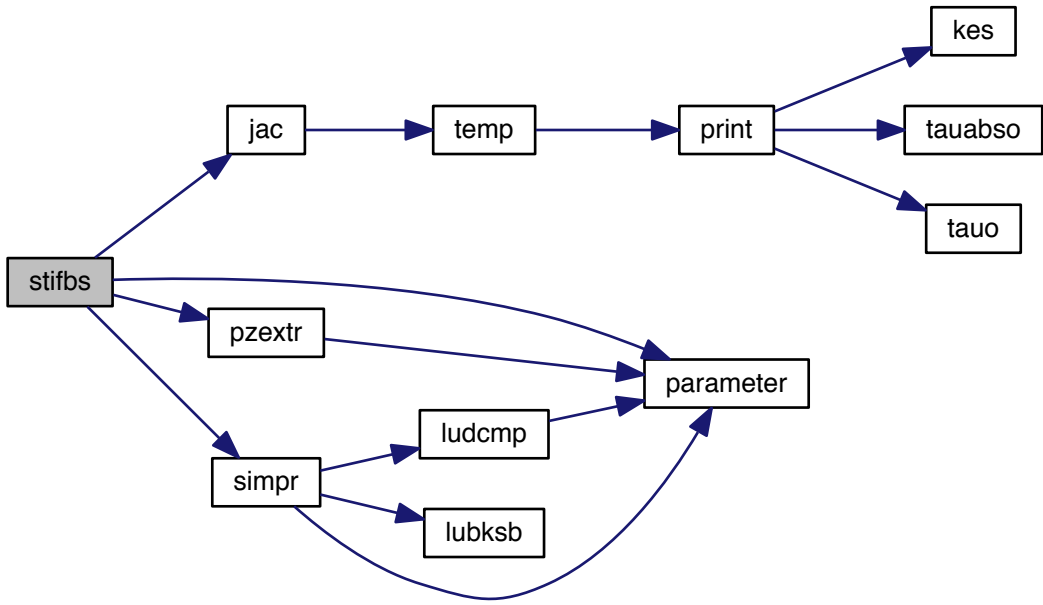 kes
jac
temp
print
tauabso
tauo
stifbs
pzextr
parameter
ludcmp
simpr
lubksb